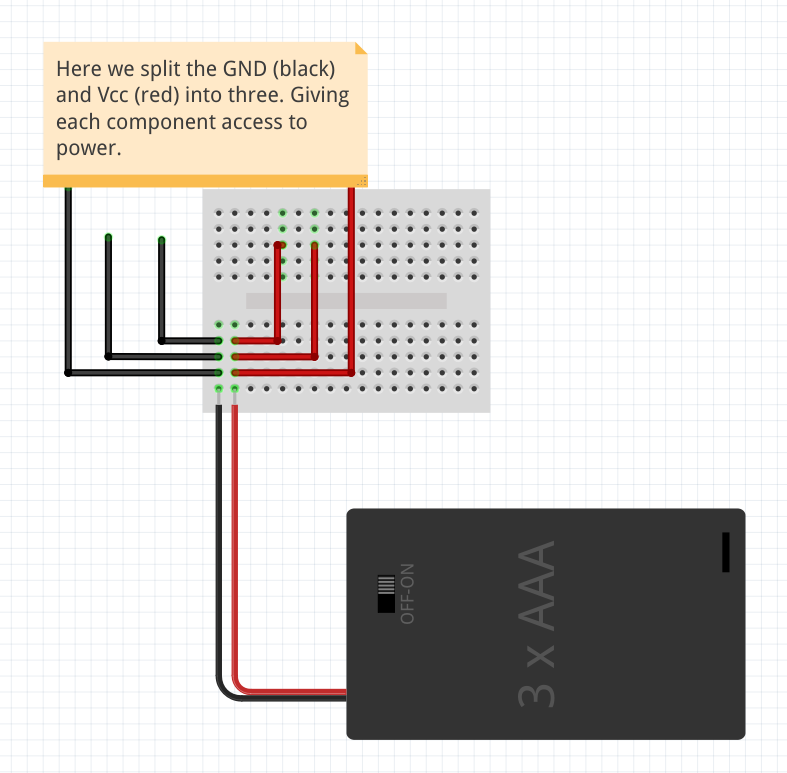 Here we split the GND (black)
and Vcc (red) into three. Giving
each component access to
power.
OFF-ON
3 x AAA